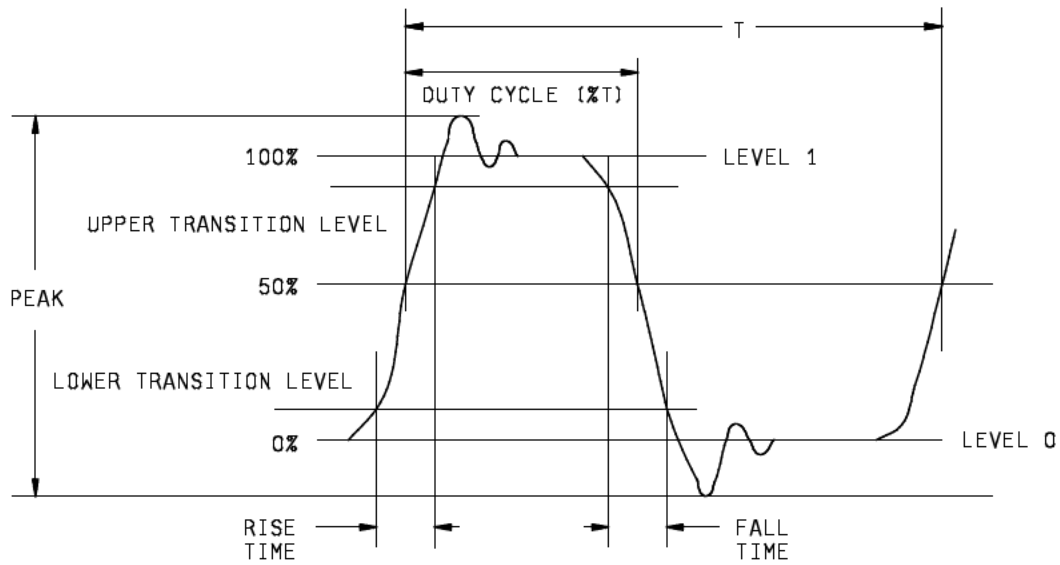 T
DUTY CYCLE (%T)
100%
LEVEL 1
UPPER TRANSITION LEVEL
50%
PEAK
LOWER TRANSITION LEVEL
0%
LEVEL 0
RISE
TIME
FALL
TIME